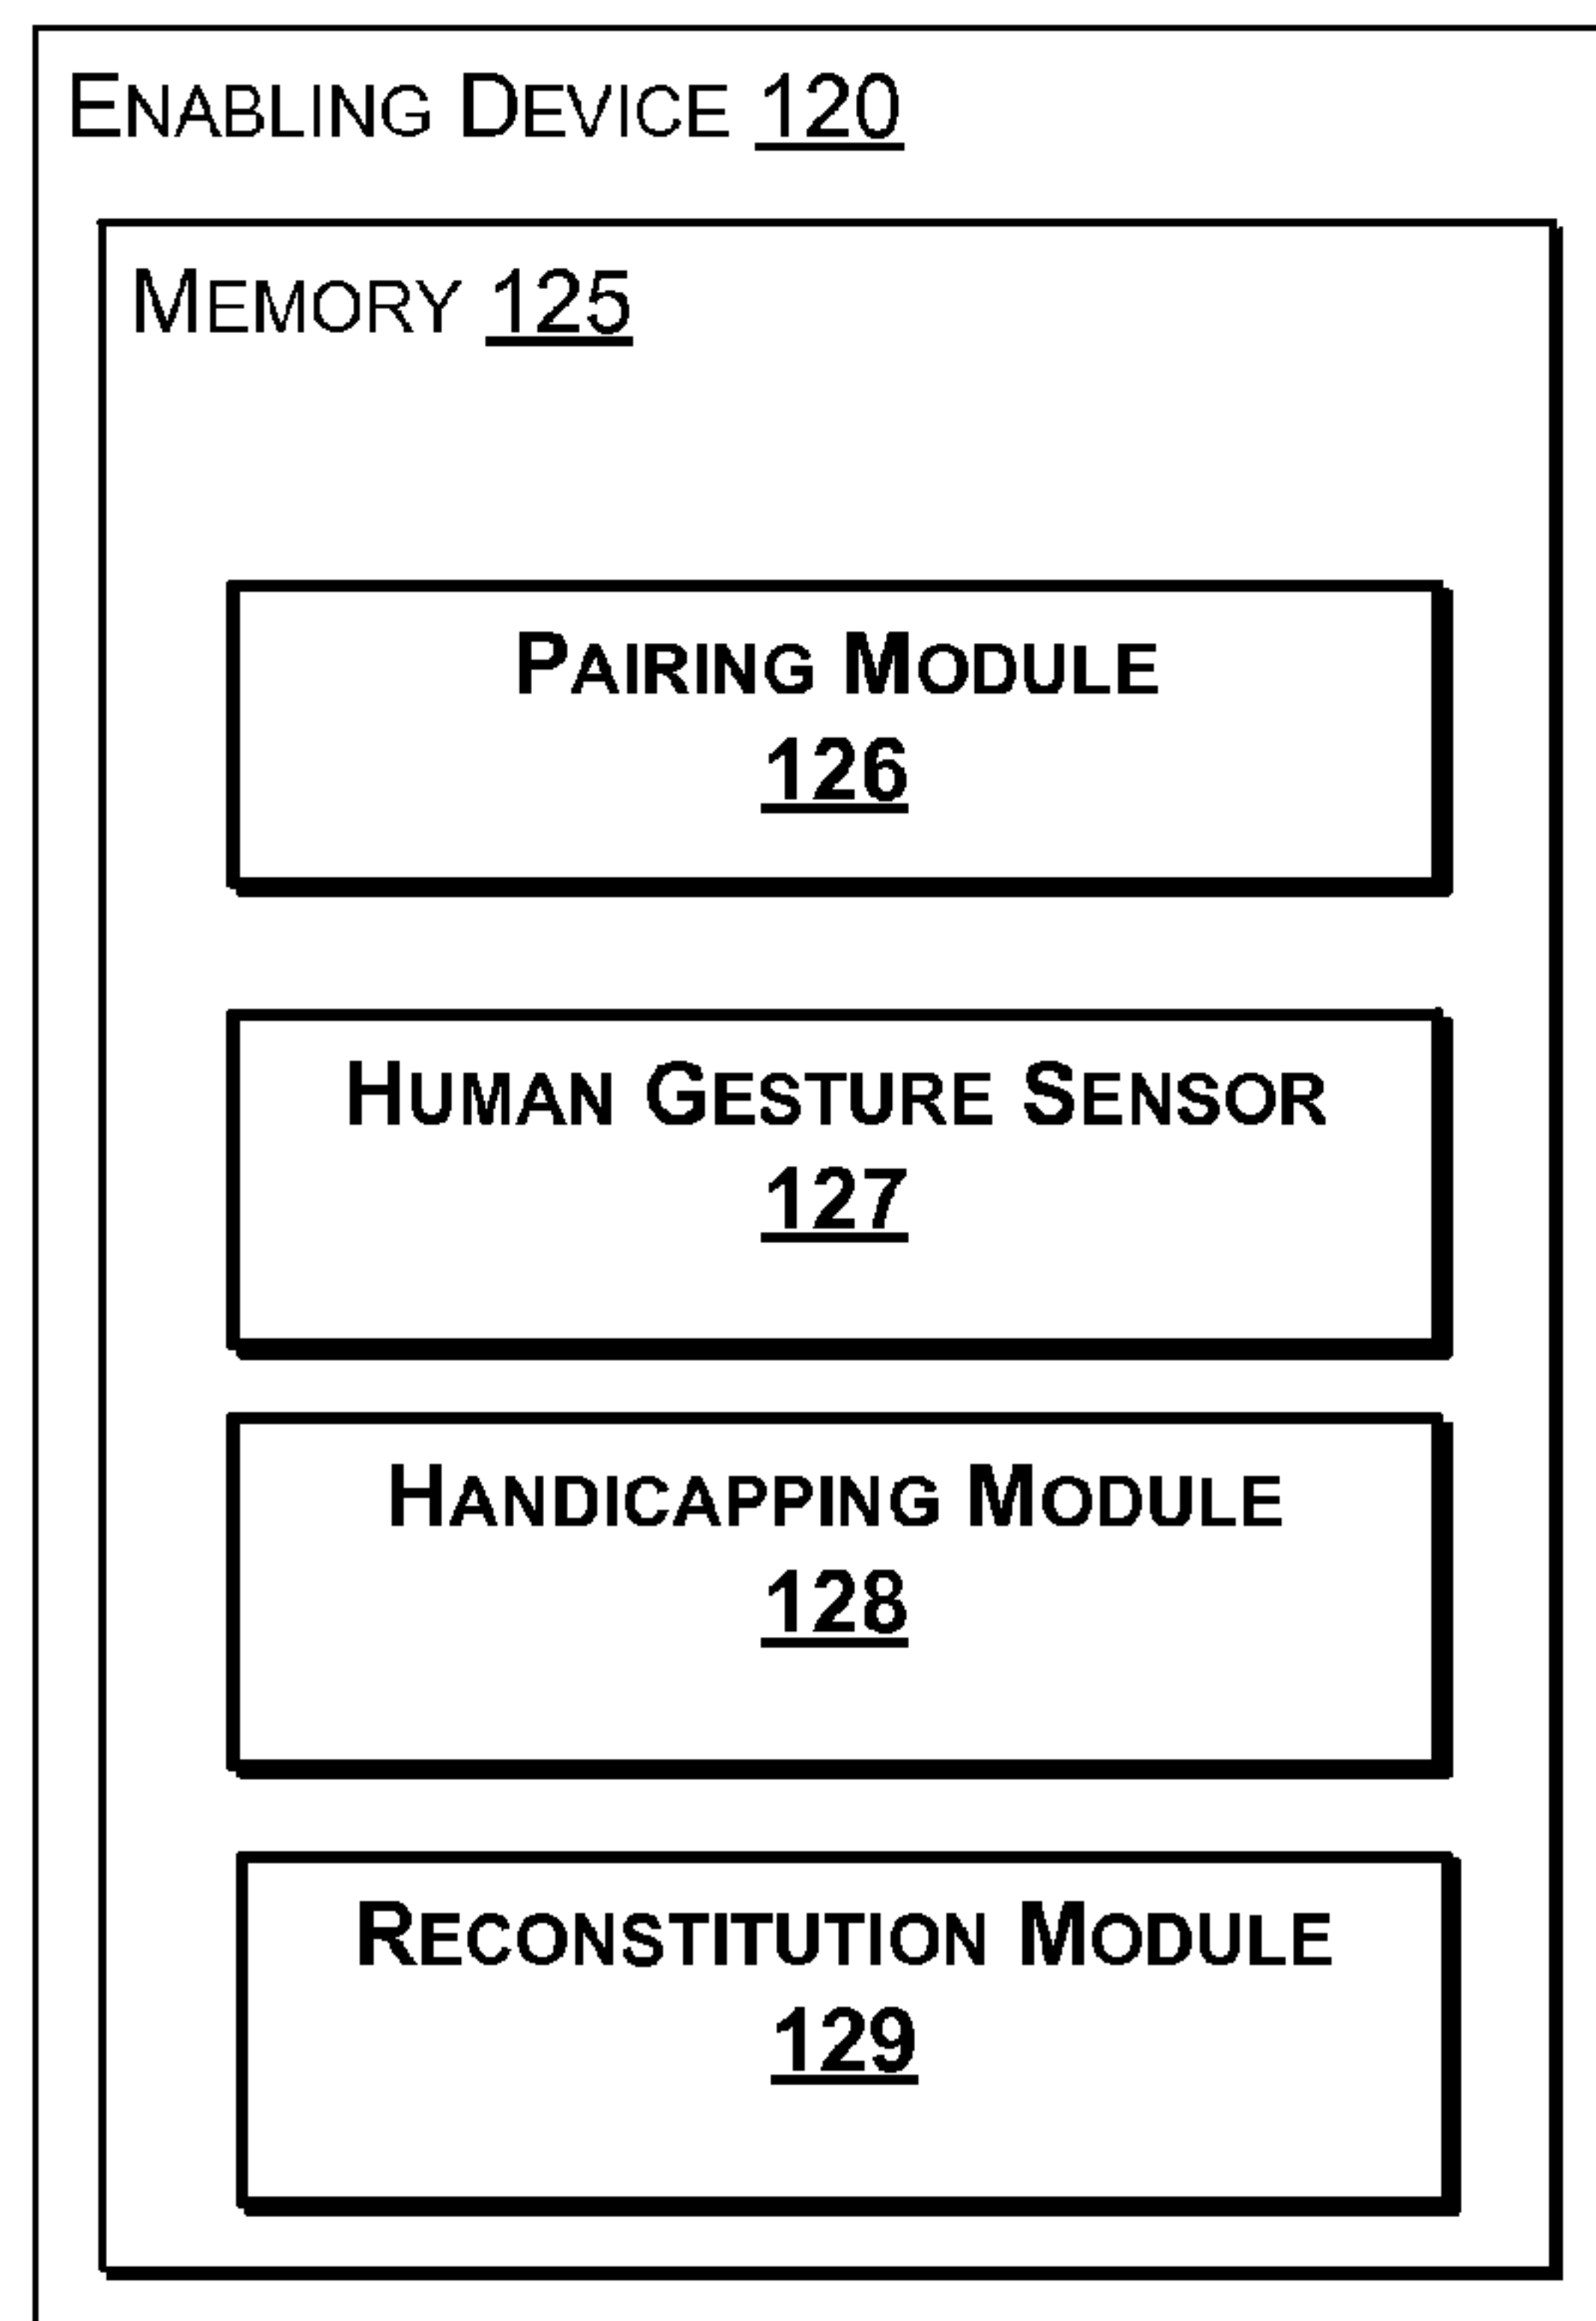 ENABLING DEVICE 120
MEMORY 125
PAIRING MODULE
126
HUMAN GESTURE SENSOR
127
HANDICAPPING MODULE
128
RECONSTITUTION MODULE
129